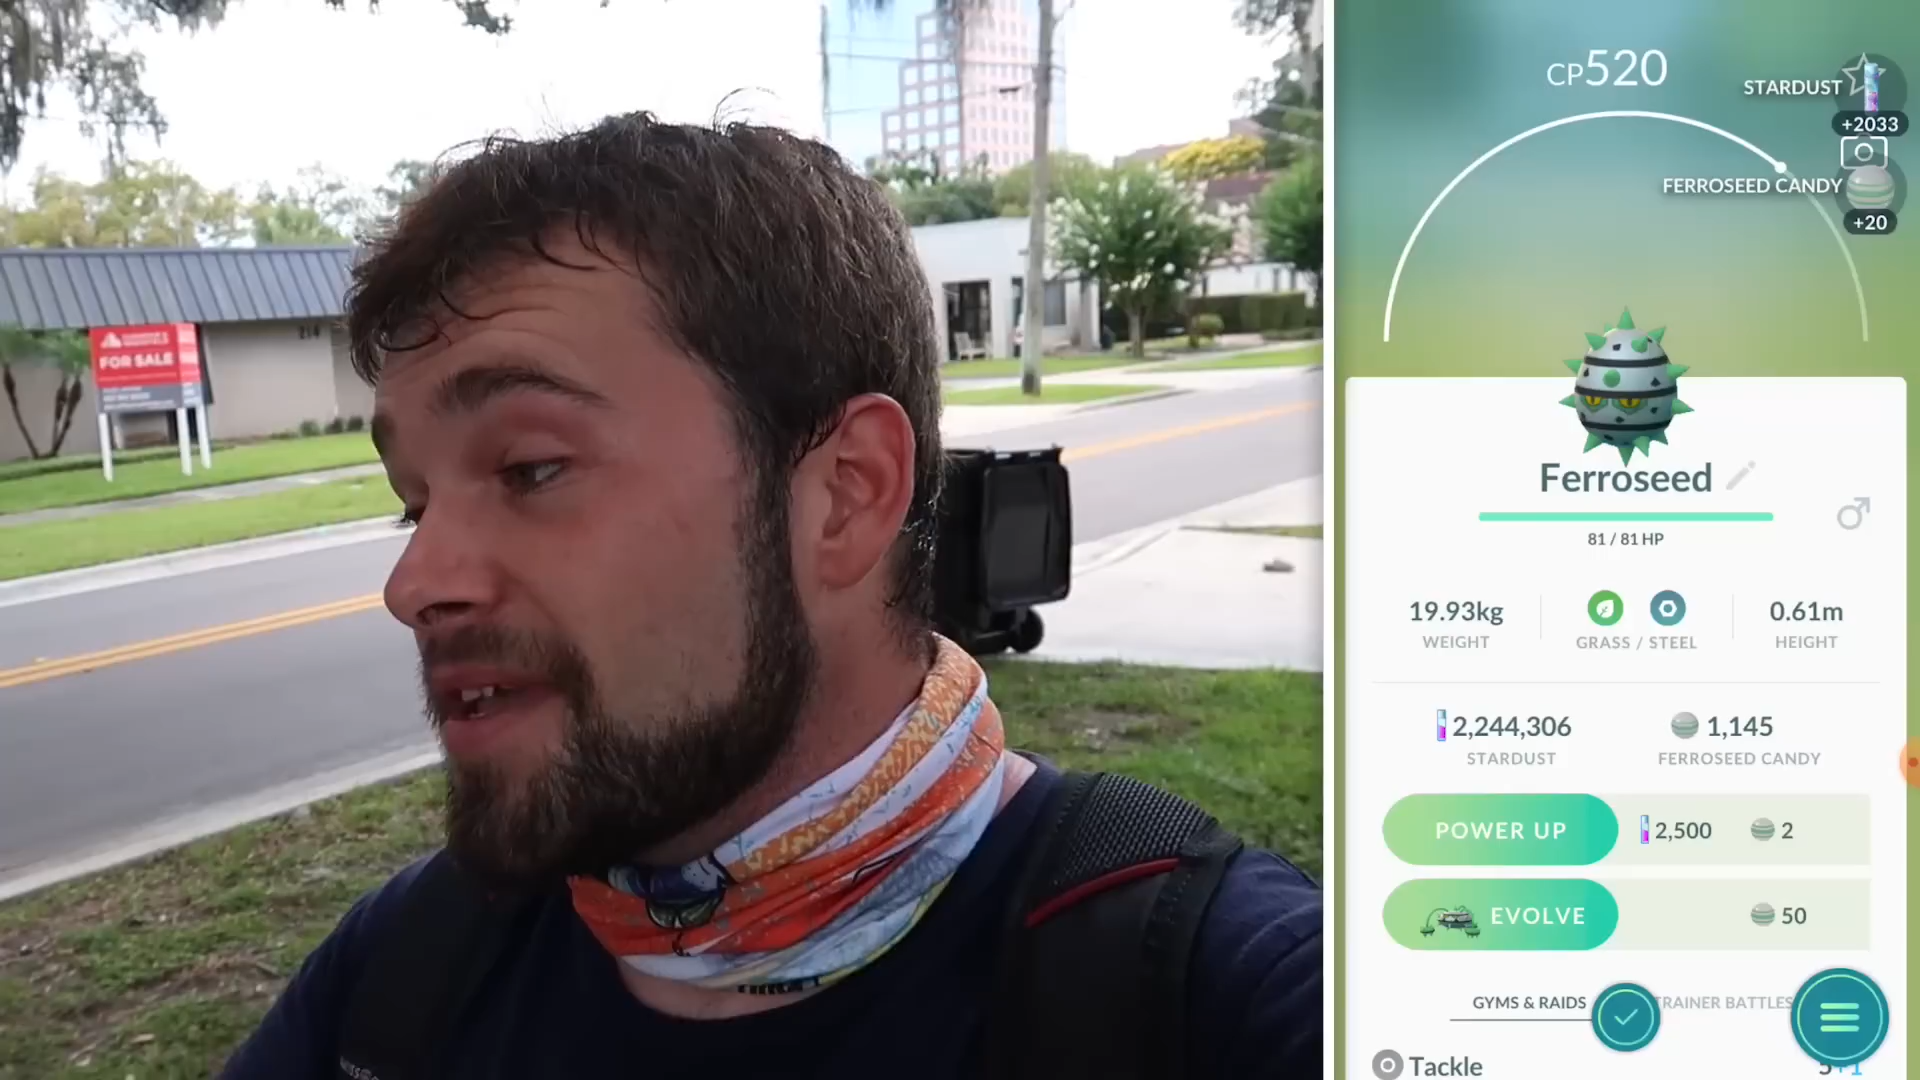 214
FOR SALE
CP520
STARDUST
+2033
FERROSEED CANDY
+20
Ferroseed
81 / 81 HP
19.93kg
WEIGHT
GRASS / STEEL
0.61m
HEIGHT
2,244,306
STARDUST
1,145
FERROSEED CANDY
POWER UP
2,500
2
EVOLVE
50
GYMS & RAIDS
TRAINER BATTLES
Tackle